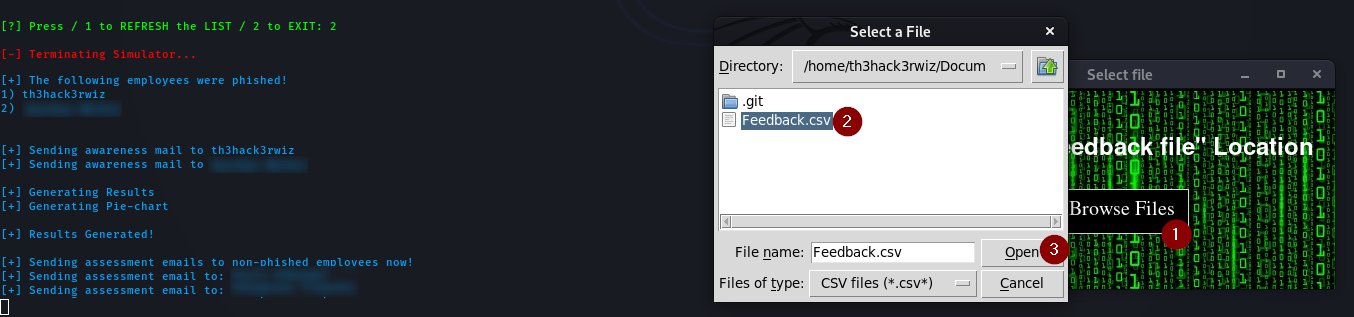 [?] Press / 1 to REFRESH the LIST / 2 to EXIT: 2
[-] Terminating Simulator...
[+] The following employees were phished!
1) th3hack3rwiz
2)
[+] Sending awareness mail to th3hack3rwiz
[+] Sending awareness mail to
[+] Generating Results
[+] Generating Pie-chart
[+] Results Generated!
[+] Sending assessment emails to non-phished employees now!
[+] Sending assessment email to:
[+] Sending assessment email to:
Select a File
Directory: /home/th3hack3rwiz/Docum
.git
Feedback.csv 2
File name: Feedback.csv Open 3
Files of type: CSV files (*.csv*) Cancel
Select file
edback file" Location
Browse Files
1